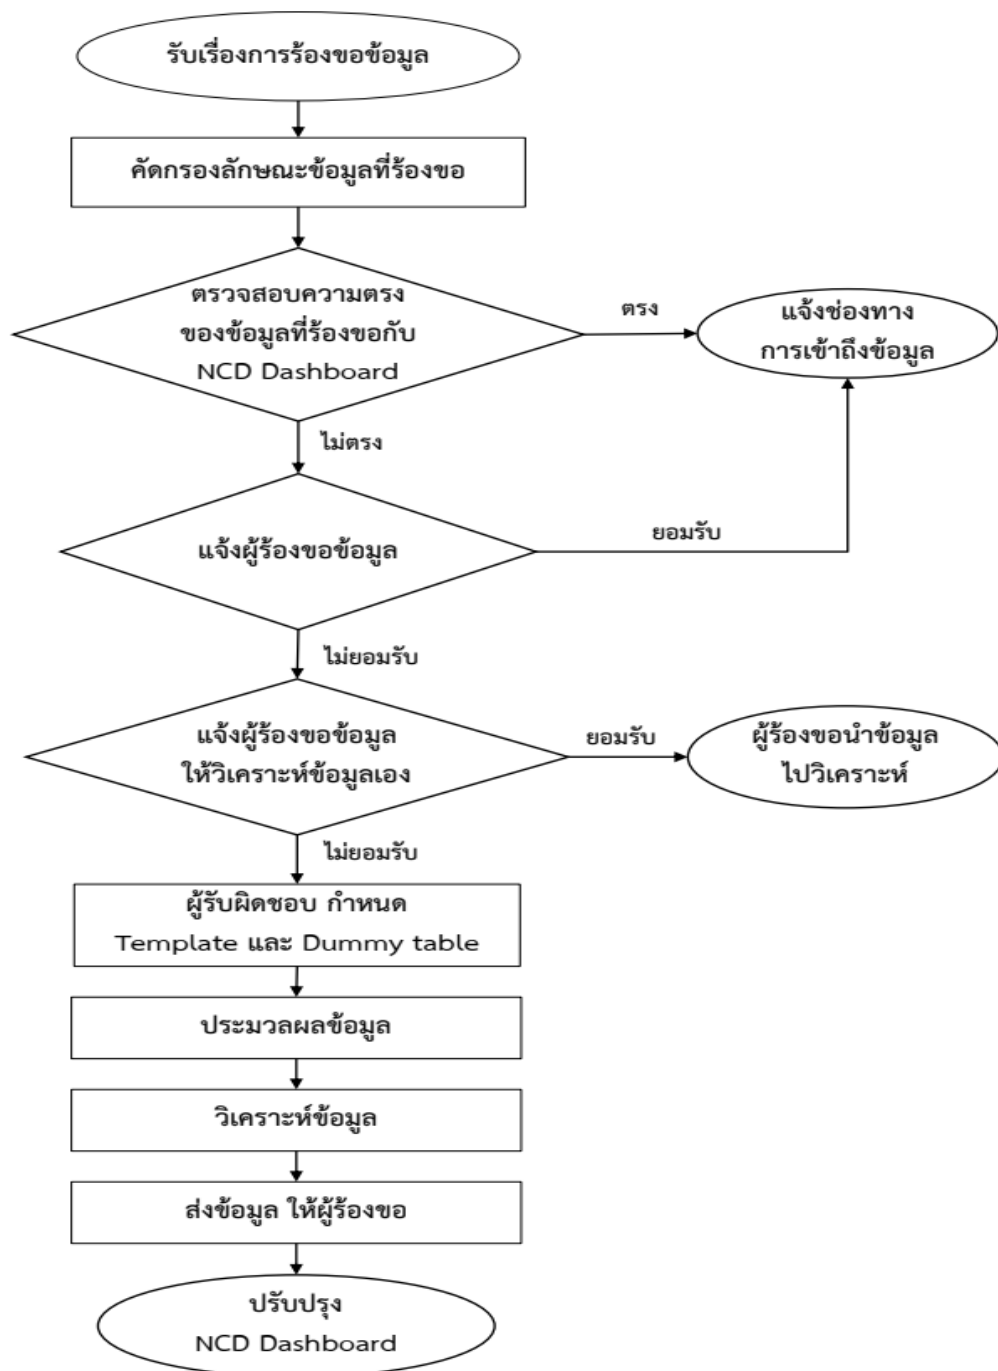 รับเรื่องการร้องขอข้อมูล
คัดกรองลักษณะข้อมูลที่ร้องขอ
ตรวจสอบความตรง
ของข้อมูลที่ร้องขอกับ
NCD Dashboard
ตรง
แจ้งช่องทาง
การเข้าถึงข้อมูล
ไม่ตรง
แจ้งผู้ร้องขอข้อมูล
ยอมรับ
ไม่ยอมรับ
แจ้งผู้ร้องขอข้อมูล
ให้วิเคราะห์ข้อมูลเอง
ยอมรับ
ผู้ร้องขอนำข้อมูล
ไปวิเคราะห์
ไม่ยอมรับ
ผู้รับผิดชอบ กำหนด
Template และ Dummy table
ประมวลผลข้อมูล
วิเคราะห์ข้อมูล
ส่งข้อมูล ให้ผู้ร้องขอ
ปรับปรุง
NCD Dashboard